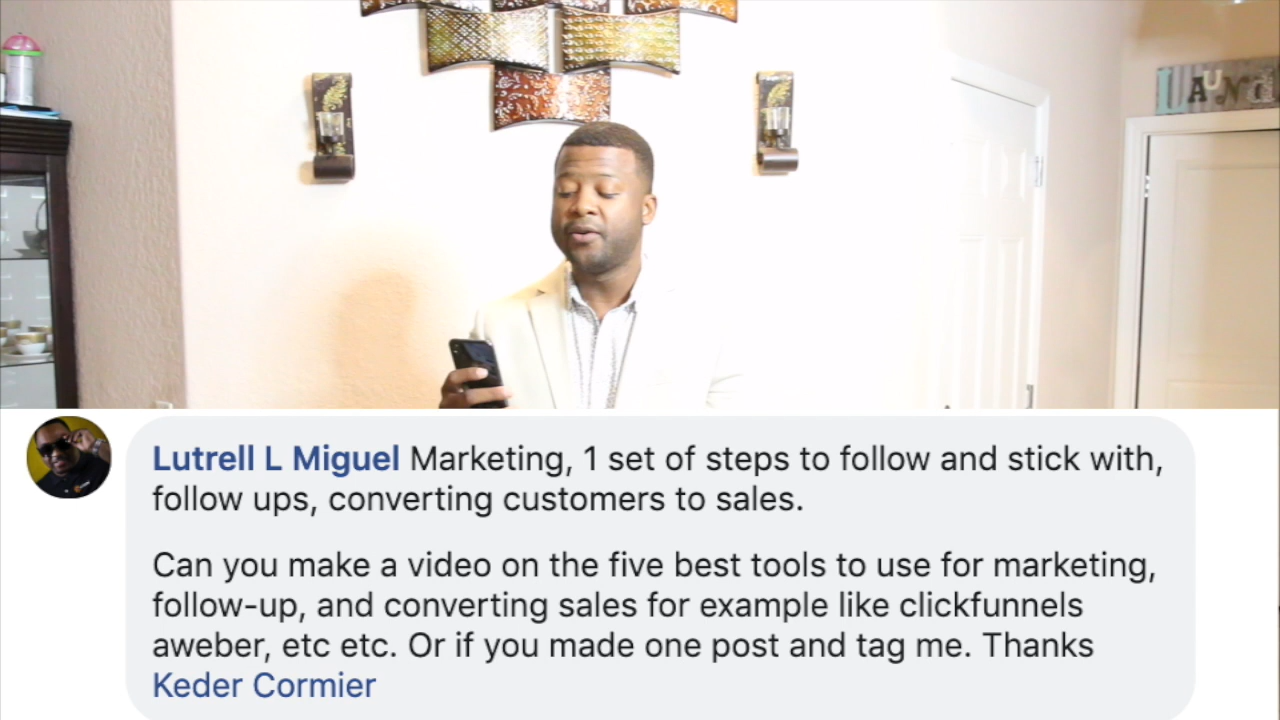 LAUND
Lutrell L Miguel Marketing, 1 set of steps to follow and stick with,
follow ups, converting customers to sales.
Can you make a video on the five best tools to use for marketing,
follow-up, and converting sales for example like clickfunnels
aweber, etc etc. Or if you made one post and tag me. Thanks
Keder Cormier